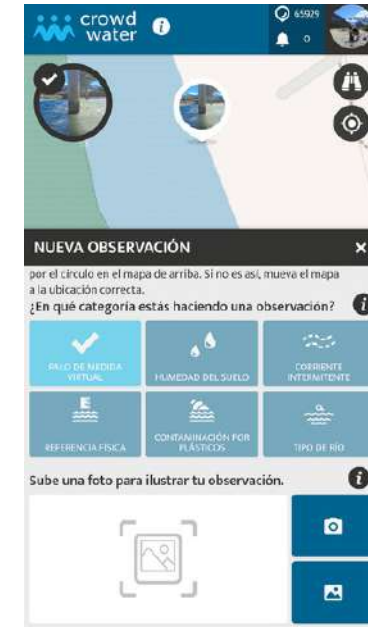 crowd
water
65929
0
NUEVA OBSERVACIÓN
por el círculo en el mapa de arriba. Si no es así, mueva el mapa
a la ubicación correcta.
¿En qué categoría estás haciendo una observación?
PALO DE MEDIDA
VIRTUAL
HUMEDAD DEL SUELO
CORRIENTE
INTERMITENTE
REFERENCIA FÍSICA
CONTAMINACIÓN POR
PLÁSTICOS
TIPO DE RÍO
Sube una foto para ilustrar tu observación.